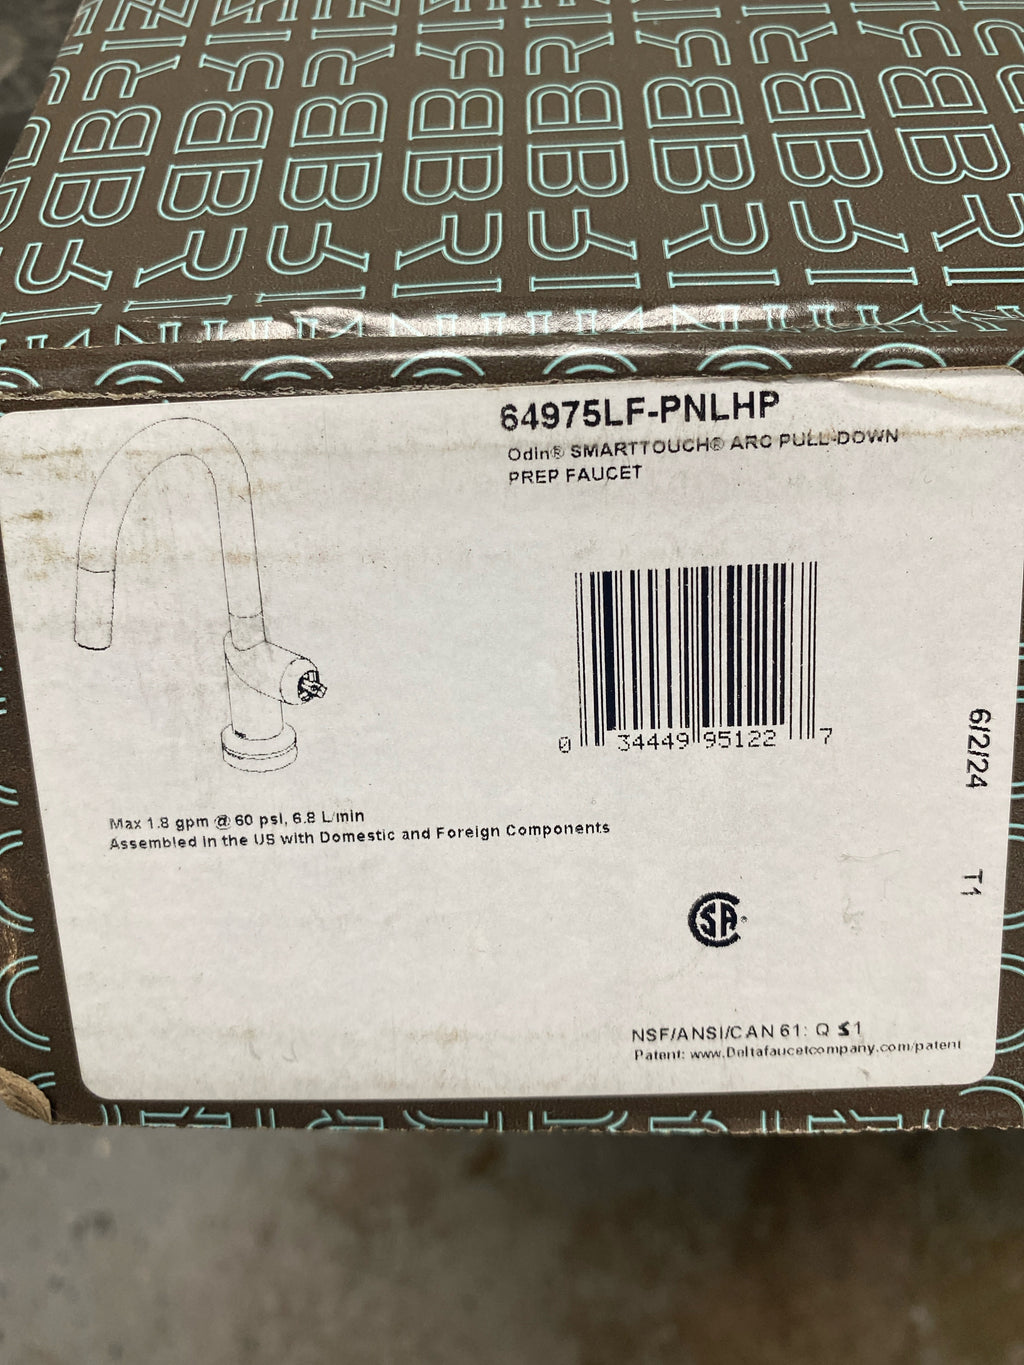 64975LF-PNLHP
Odin® SMARTTOUCH® ARC PULL-DOWN
PREP FAUCET
0 34449 95122 7
6/2/24 T1
Max 1.8 gpm @ 60 psi, 6.8 L/min
Assembled in the US with Domestic and Foreign Components
SA®
NSF/ANSI/CAN 61: Q ≤1
Patent: www.Deltafaucetcompany.com/patent